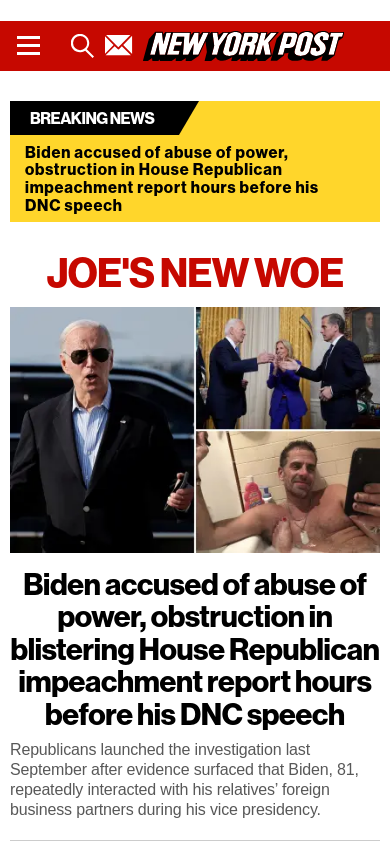 NEW YORK POST
BREAKING NEWS
Biden accused of abuse of power,
obstruction in House Republican
impeachment report hours before his
DNC speech
JOE'S NEW WOE
Biden accused of abuse of
power, obstruction in
blistering House Republican
impeachment report hours
before his DNC speech
Republicans launched the investigation last
September after evidence surfaced that Biden, 81,
repeatedly interacted with his relatives’ foreign
business partners during his vice presidency.